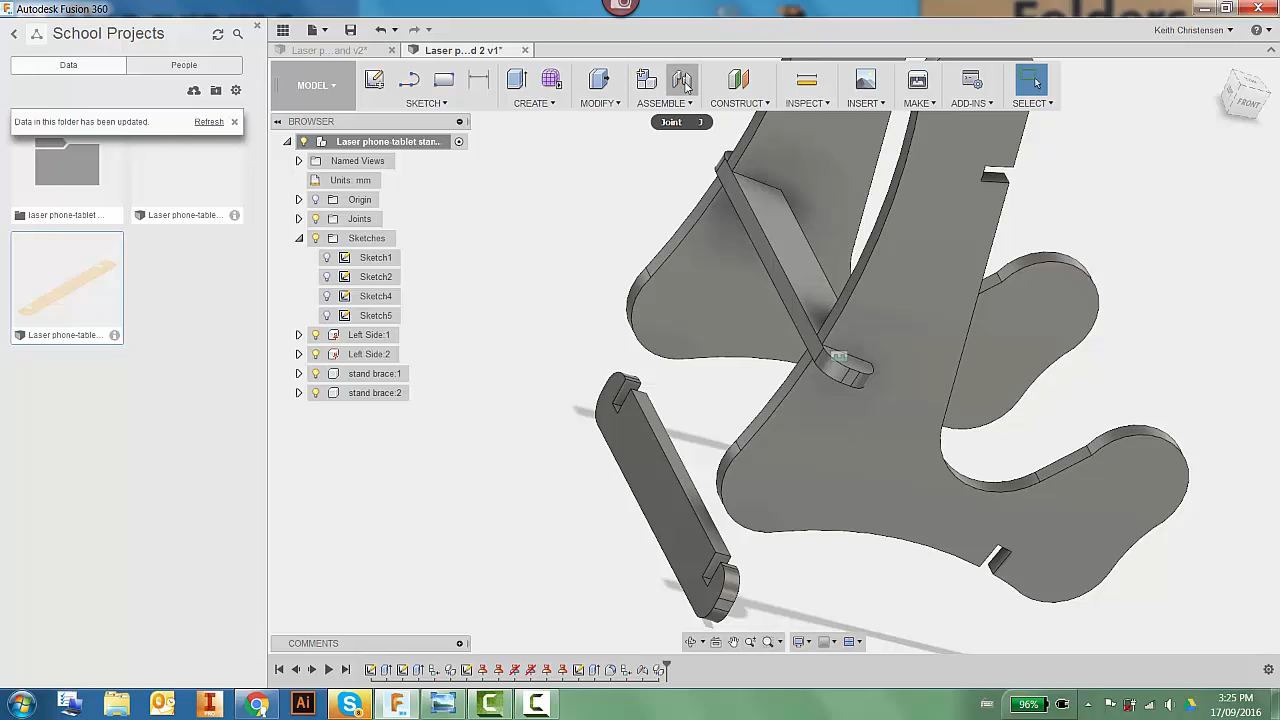 Autodesk Fusion 360
Folders
School Projects
Data
People
Data in this folder has been updated.
Refresh
laser phone-tablet ...
Laser phone-table...
Laser phone-table...
Laser p...and v2*
Laser p...d 2 v1*
Keith Christensen
MODEL
SKETCH
CREATE
MODIFY
ASSEMBLE
CONSTRUCT
INSPECT
INSERT
MAKE
ADD-INS
SELECT
Joint J
FRONT
BROWSER
Laser phone-tablet stan...
Named Views
Units: mm
Origin
Joints
Sketches
Sketch1
Sketch2
Sketch4
Sketch5
Left Side:1
Left Side:2
stand brace:1
stand brace:2
COMMENTS
Ai
PRO
96%
3:25 PM
17/09/2016